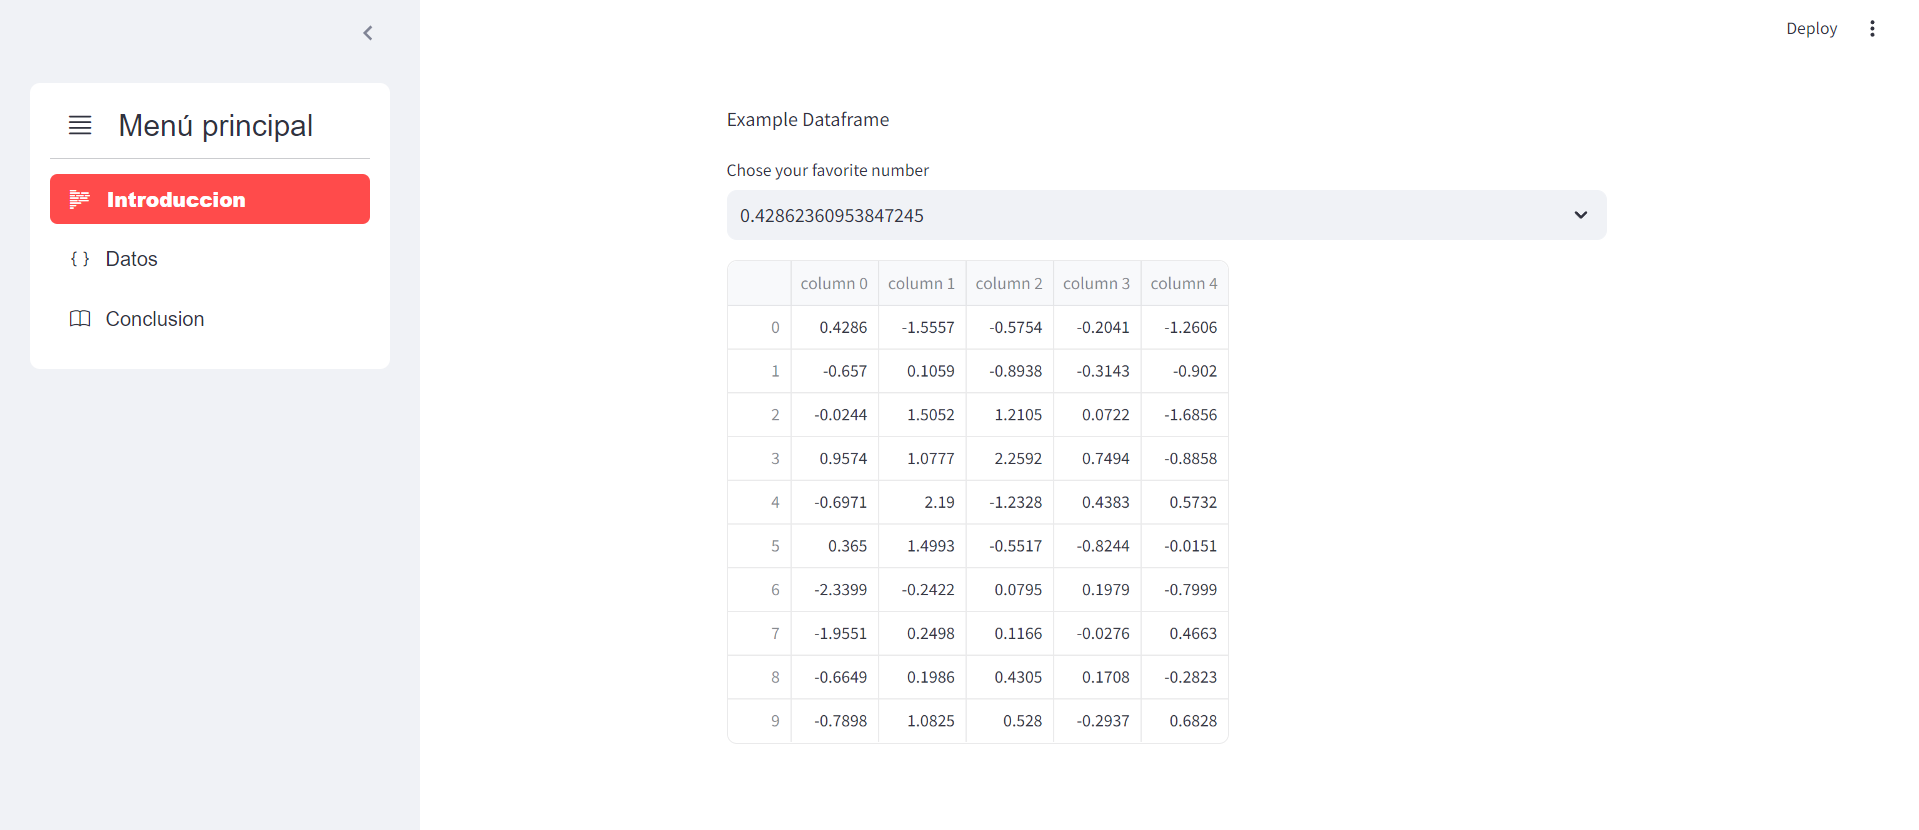 Deploy
Menú principal
Introduccion
{ } Datos
Conclusion
Example Dataframe
Chose your favorite number
0.42862360953847245
column 0 column 1 column 2 column 3 column 4
0 0.4286 -1.5557 -0.5754 -0.2041 -1.2606
1 -0.657 0.1059 -0.8938 -0.3143 -0.902
2 -0.0244 1.5052 1.2105 0.0722 -1.6856
3 0.9574 1.0777 2.2592 0.7494 -0.8858
4 -0.6971 2.19 -1.2328 0.4383 0.5732
5 0.365 1.4993 -0.5517 -0.8244 -0.0151
6 -2.3399 -0.2422 0.0795 0.1979 -0.7999
7 -1.9551 0.2498 0.1166 -0.0276 0.4663
8 -0.6649 0.1986 0.4305 0.1708 -0.2823
9 -0.7898 1.0825 0.528 -0.2937 0.6828